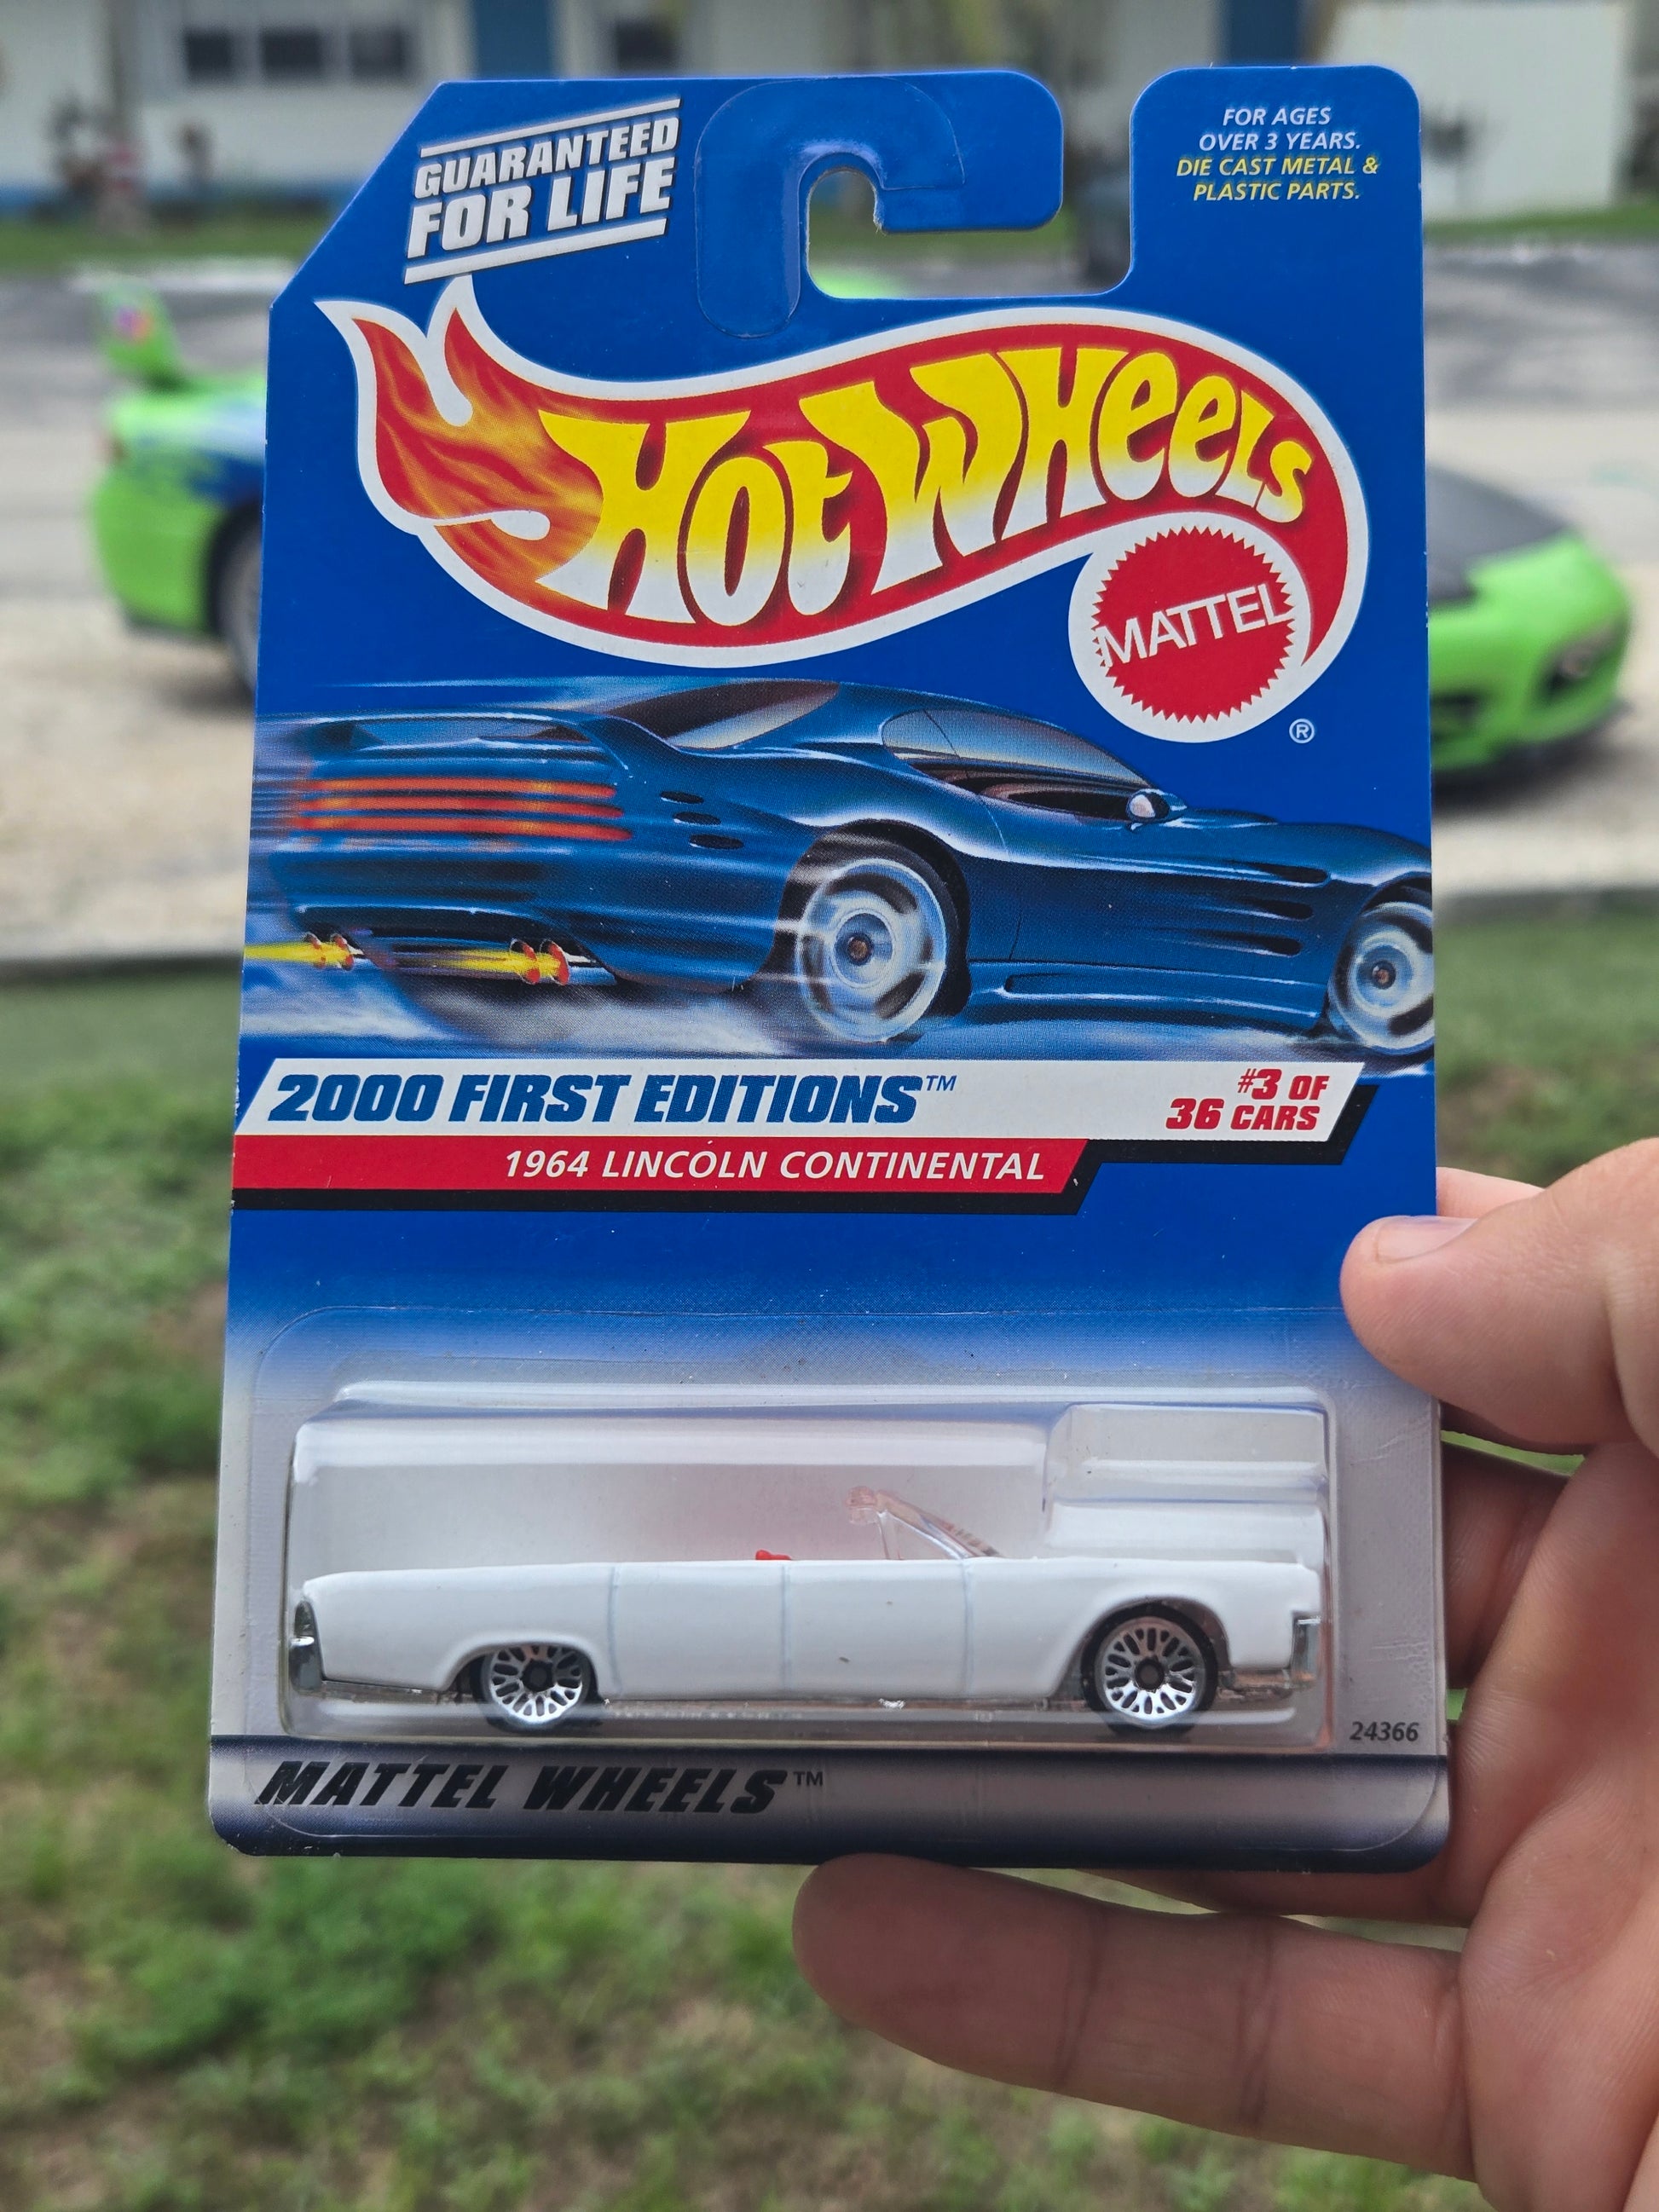 GUARANTEED
FOR LIFE
FOR AGES
OVER 3 YEARS.
DIE CAST METAL &
PLASTIC PARTS.
HOT WHEELS
MATTEL
®
2000 FIRST EDITIONS™
#3 OF
36 CARS
1964 LINCOLN CONTINENTAL
24366
MATTEL WHEELS™